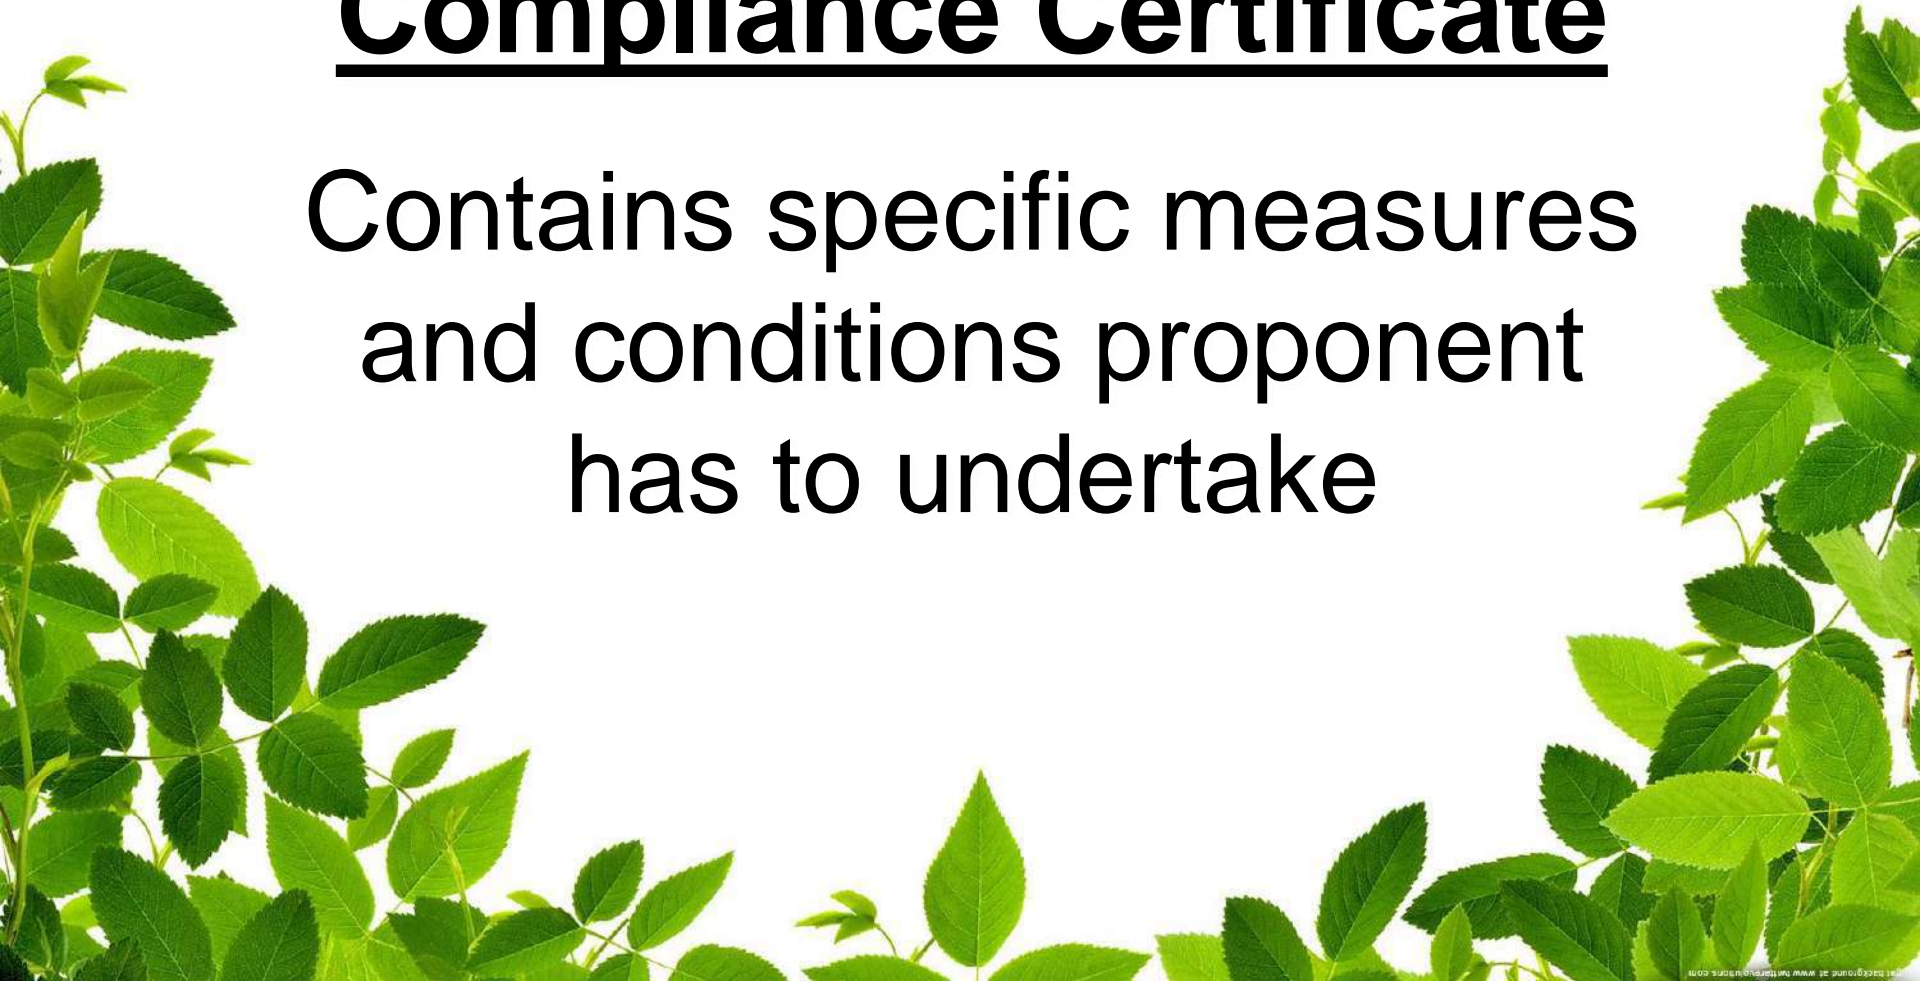 Compliance Certificate
Contains specific measures
and conditions proponent
has to undertake